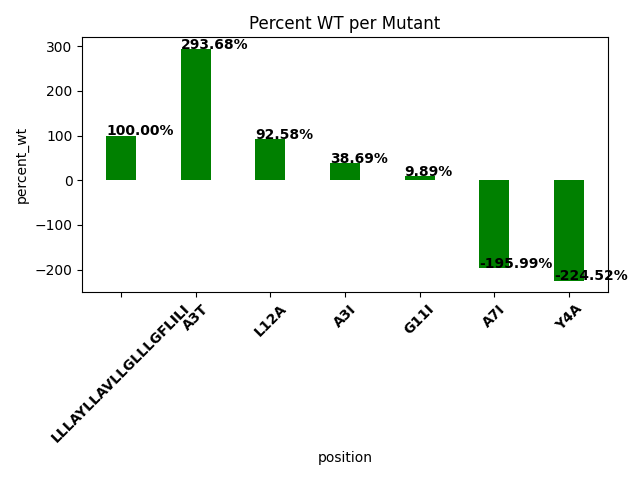 Percent WT per Mutant
percent_wt
300
200
100
0
−100
−200
100.00%
293.68%
92.58%
38.69%
9.89%
-195.99%
-224.52%
LLLAYLLAVLLGLLLGFLILI
A3T
L12A
A3I
G11I
A7I
Y4A
position